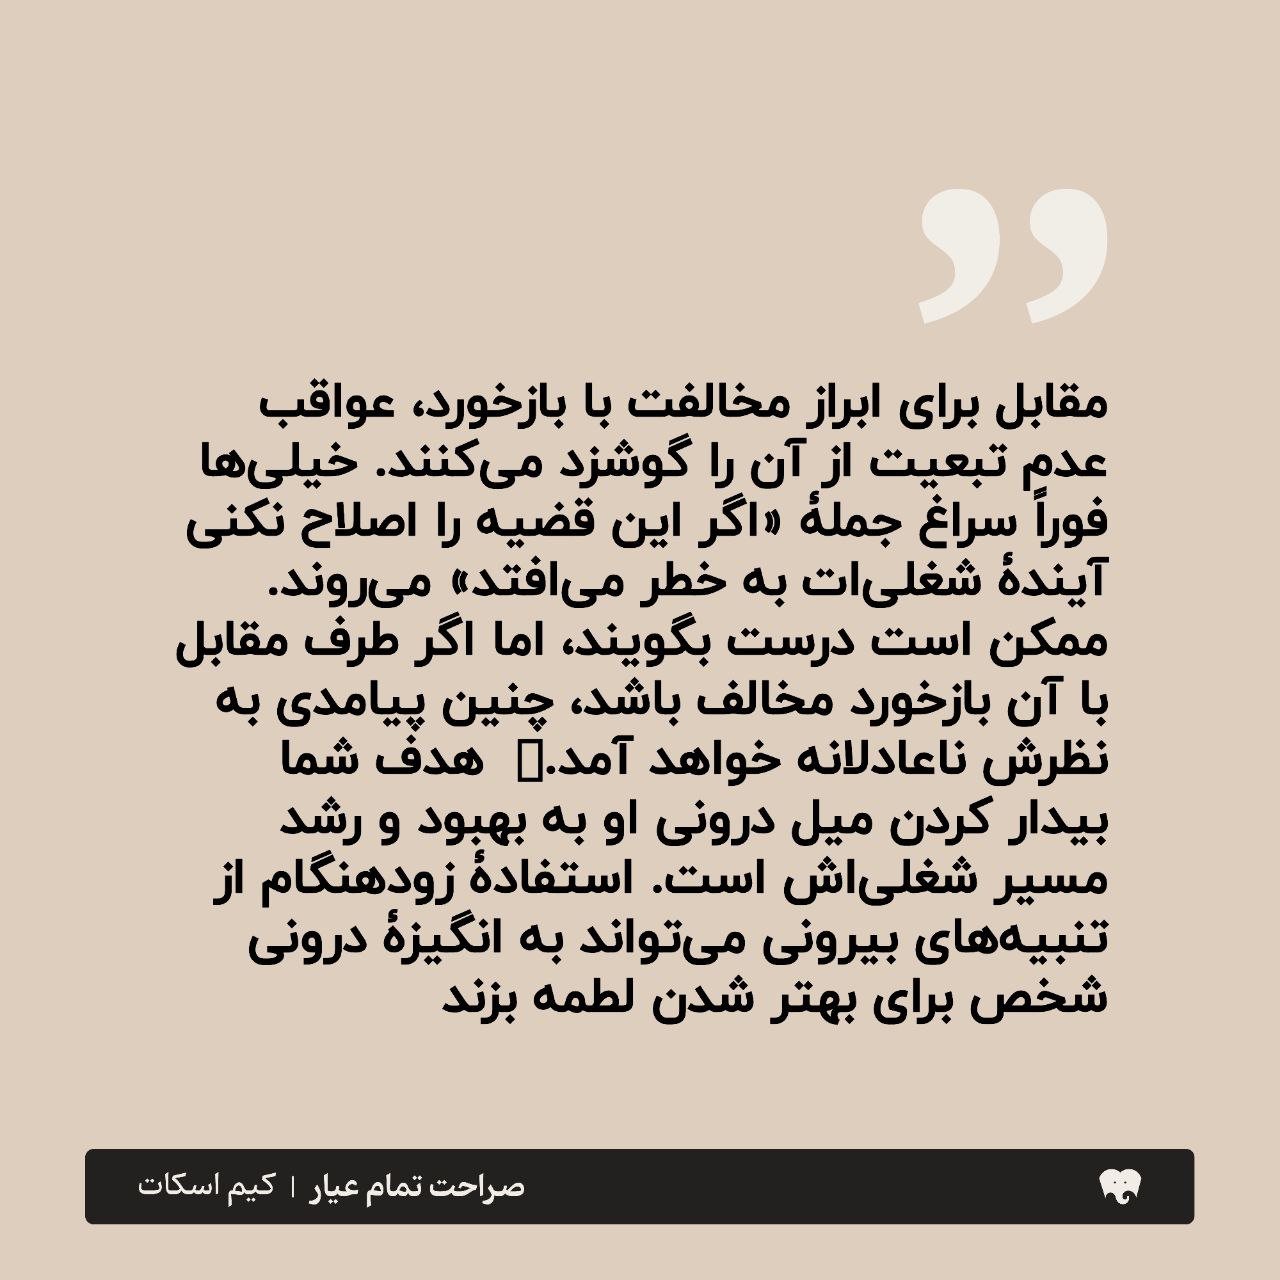 مقابل برای ابراز مخالفت با بازخورد، عواقب
عدم تبعیت از آن را گوشزد می‌کنند. خیلی‌ها
فوراً سراغ جملهٔ «اگر این قضیه را اصلاح نکنی
آیندهٔ شغلی‌ات به خطر می‌افتد» می‌روند.
ممکن است درست بگویند، اما اگر طرف مقابل
با آن بازخورد مخالف باشد، چنین پیامدی به
نظرش ناعادلانه خواهد آمد. هدف شما
بیدار کردن میل درونی او به بهبود و رشد
مسیر شغلی‌اش است. استفادهٔ زودهنگام از
تنبیه‌های بیرونی می‌تواند به انگیزهٔ درونی
شخص برای بهتر شدن لطمه بزند
صراحت تمام عیار | کیم اسکات